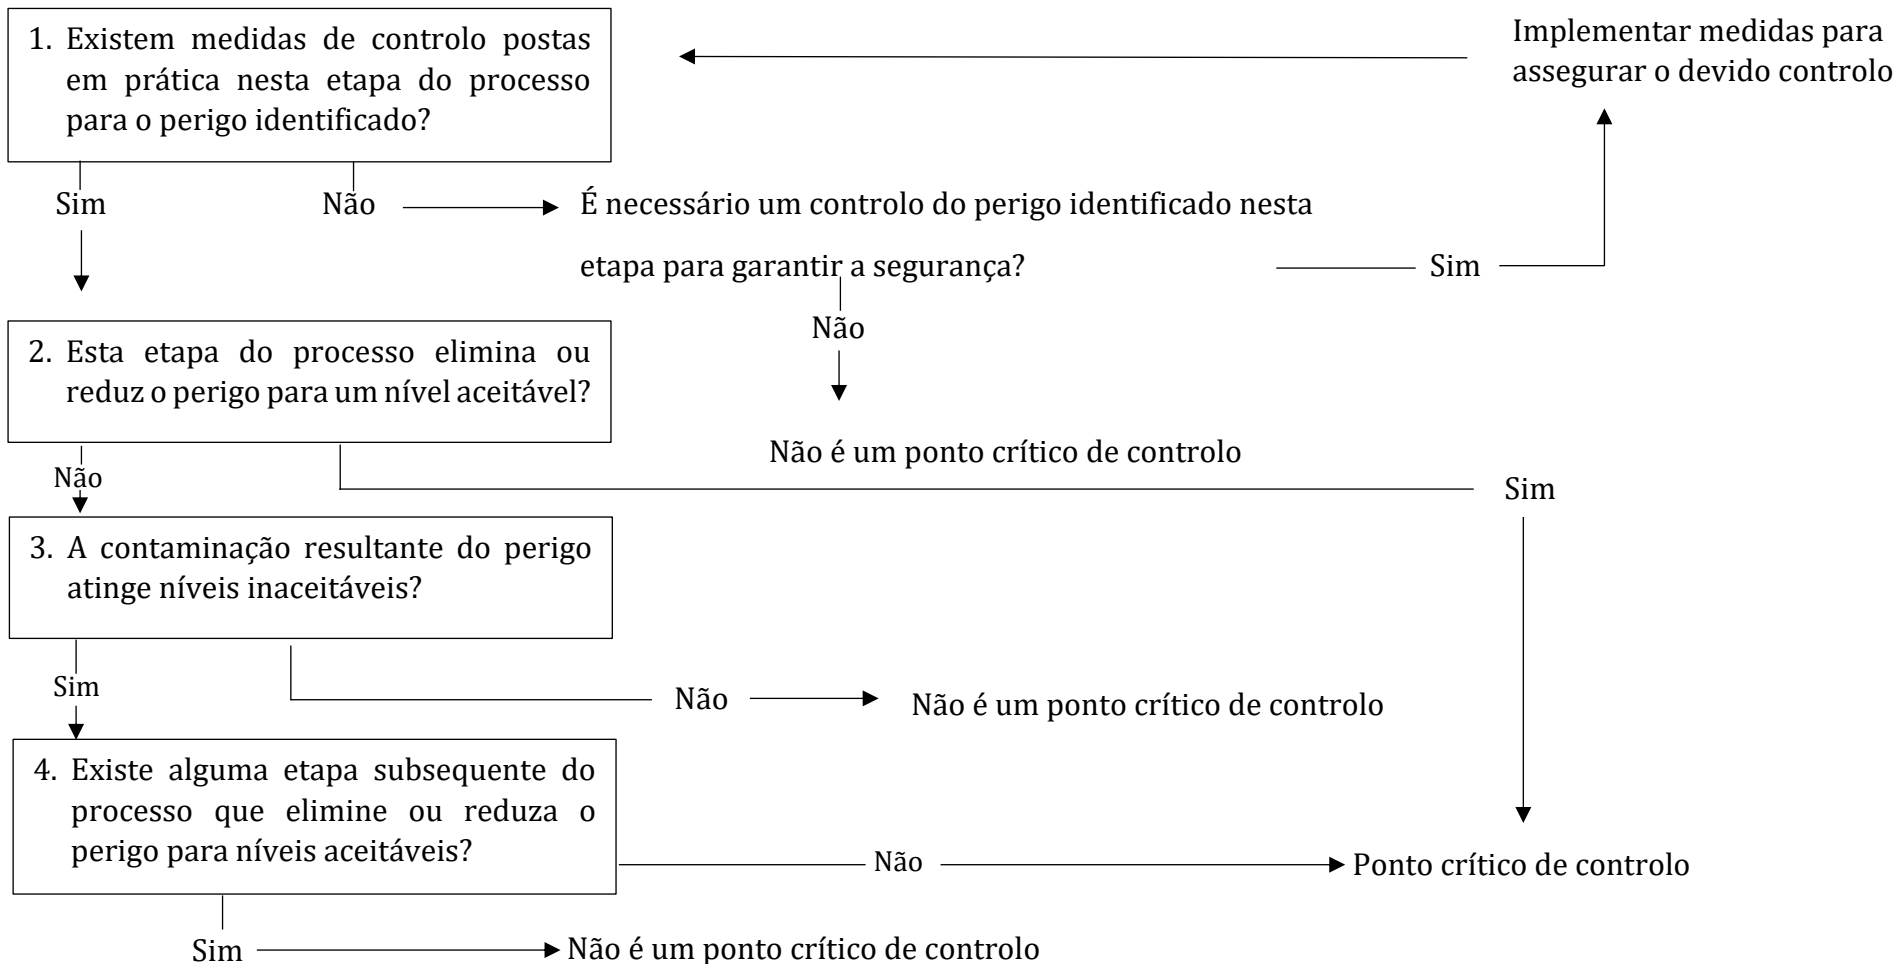 1. Existem medidas de controlo postas
em prática nesta etapa do processo
para o perigo identificado?
Implementar medidas para
assegurar o devido controlo
Sim
Não
É necessário um controlo do perigo identificado nesta
etapa para garantir a segurança?
Sim
Não
2. Esta etapa do processo elimina ou
reduz o perigo para um nível aceitável?
Não é um ponto crítico de controlo
Não
Sim
3. A contaminação resultante do perigo
atinge níveis inaceitáveis?
Sim
Não
Não é um ponto crítico de controlo
4. Existe alguma etapa subsequente do
processo que elimine ou reduza o
perigo para níveis aceitáveis?
Não
Ponto crítico de controlo
Sim
Não é um ponto crítico de controlo